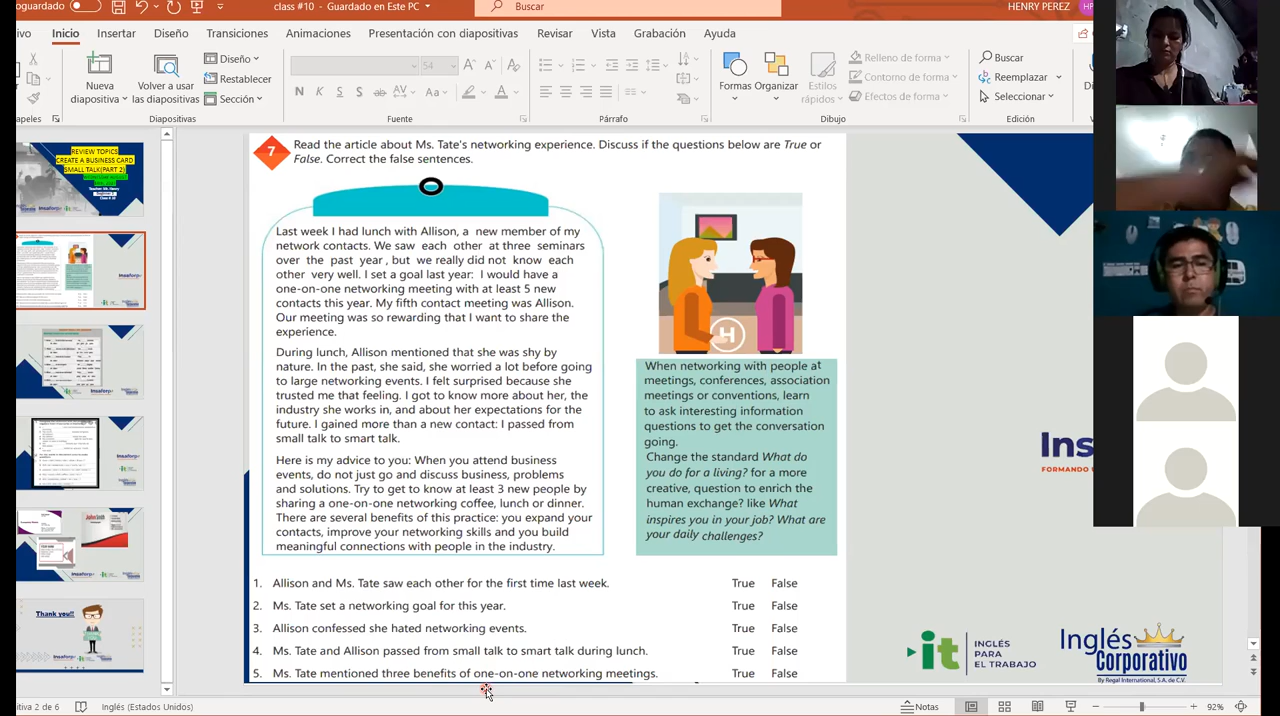 oguardado
class #10 - Guardado en Este PC
Buscar
HENRY PEREZ
HP
ivo Inicio Insertar Diseño Transiciones Animaciones Presentación con diapositivas Revisar Vista Grabación Ayuda
Nueva diapositiva
Volver a usar las diapositivas
Diseño
Restablecer
Sección
54
Formas
Organizar
Estilos rápidos
Relleno de forma
Contorno de forma
Efectos de forma
Buscar
Reemplazar
Seleccionar
apeles
Diapositivas
Fuente
Párrafo
Dibujo
Edición
REVIEW TOPICS
CREATE A BUSINESS CARD
SMALL TALK(PART 2)
Thank you!!
7
Read the article about Ms. Tate's networking experience. Discuss if the questions below are True or
False. Correct the false sentences.
Last week I had lunch with Allison, a new member of my
network contacts. We saw each other at three seminars
over the past year, but we really did not know each
other very well. I set a goal last year: I would have a
one-on-one networking meeting with at least 5 new
contacts this year. My fifth contact meeting was Allison.
Our meeting was so rewarding that I want to share the
experience.
During lunch, Allison mentioned that she was shy by
nature. In the past, she said, she worried a lot before going
to large networking events. I felt surprised because she
trusted me that feeling. I got to know more about her, the
industry she works in, and about her expectations for the
future. I gained more than a new contact. I passed from
small talk to smart talk.
Here is my advice to you: When you attend business
events, do not just go and discuss business, problems
and solutions. Try to get to know at least 3 new people by
sharing a one-on-one networking coffee, lunch or dinner.
There are several benefits of this practice: you expand your
contacts, improve your networking skills and you build
meaningful connections with people in the industry.
When networking with people at
meetings, conferences, association
meetings or conventions, learn
to ask interesting information
questions to get the conversation
going.
Change the standard What do
you do for a living? for a more
creative, question to enrich the
human exchange? like What
inspires you in your job? What are
your daily challenges?
1. Allison and Ms. Tate saw each other for the first time last week. True False
2. Ms. Tate set a networking goal for this year. True False
3. Allison confessed she hated networking events. True False
4. Ms. Tate and Allison passed from small talk to smart talk during lunch. True False
5. Ms. Tate mentioned three benefits of one-on-one networking meetings. True False
Ins
FORMANDO
it INGLÉS
PARA
EL TRABAJO
Inglés
Corporativo
By Regal International, S.A. de C.V.
itiva 2 de 6
Inglés (Estados Unidos)
Notas
92%